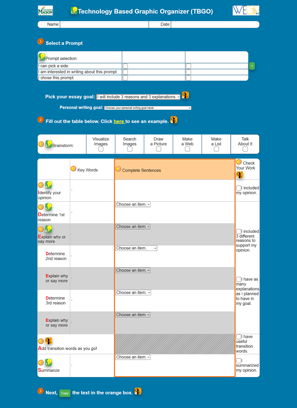 Technology Based Graphic Organizer (TBGO)
Name: Date:
Select a Prompt
Prompt selection:
I can pick a side.
I am interested in writing about this prompt
I chose this prompt.
Pick your essay goal: I will include 3 reasons and 3 explanations.
Personal writing goal: Choose your personal writing goal here
Fill out the table below. Click here to see an example.
Brainstorm:
Visualize Images
Search Images
Draw a Picture
Make a Web
Make a List
Talk About It
Key Words
Complete Sentences
Check Your Work
Identify your opinion
Choose an item.
I included my opinion.
Determine 1st reason
Choose an item.
Explain why or say more
Choose an item.
I included 3 different reasons to support my opinion.
Determine 2nd reason
Choose an item.
Explain why or say more
Choose an item.
I have as many explanations as I planned to have in my goal.
Determine 3rd reason
Choose an item.
Explain why or say more
Choose an item.
Add transition words as you go!
I have useful transition words
Summarize
Choose an item.
I summarized my opinion.
Next, the text in the orange box.